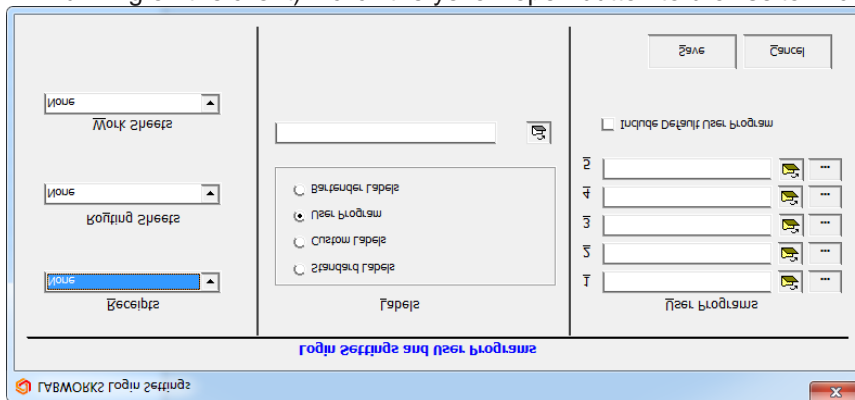 LABWORKS Login Settings
Login Settings and User Programs
Receipts
None
Routing Sheets
None
Work Sheets
None
Labels
Standard Labels
Custom Labels
User Program
Bartender Labels
User Programs
1 ...
2 ...
3 ...
4 ...
5 ...
Include Default User Program
Save Cancel